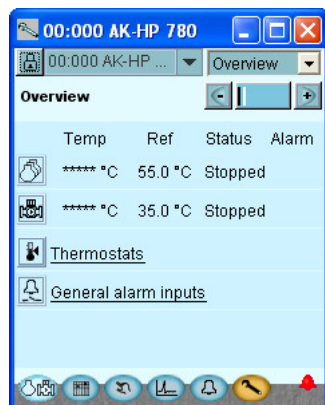 00:000 AK-HP 780
00:000 AK-HP ... Overview
Overview
Temp Ref Status Alarm
***** °C 55.0 °C Stopped
***** °C 35.0 °C Stopped
Thermostats
General alarm inputs